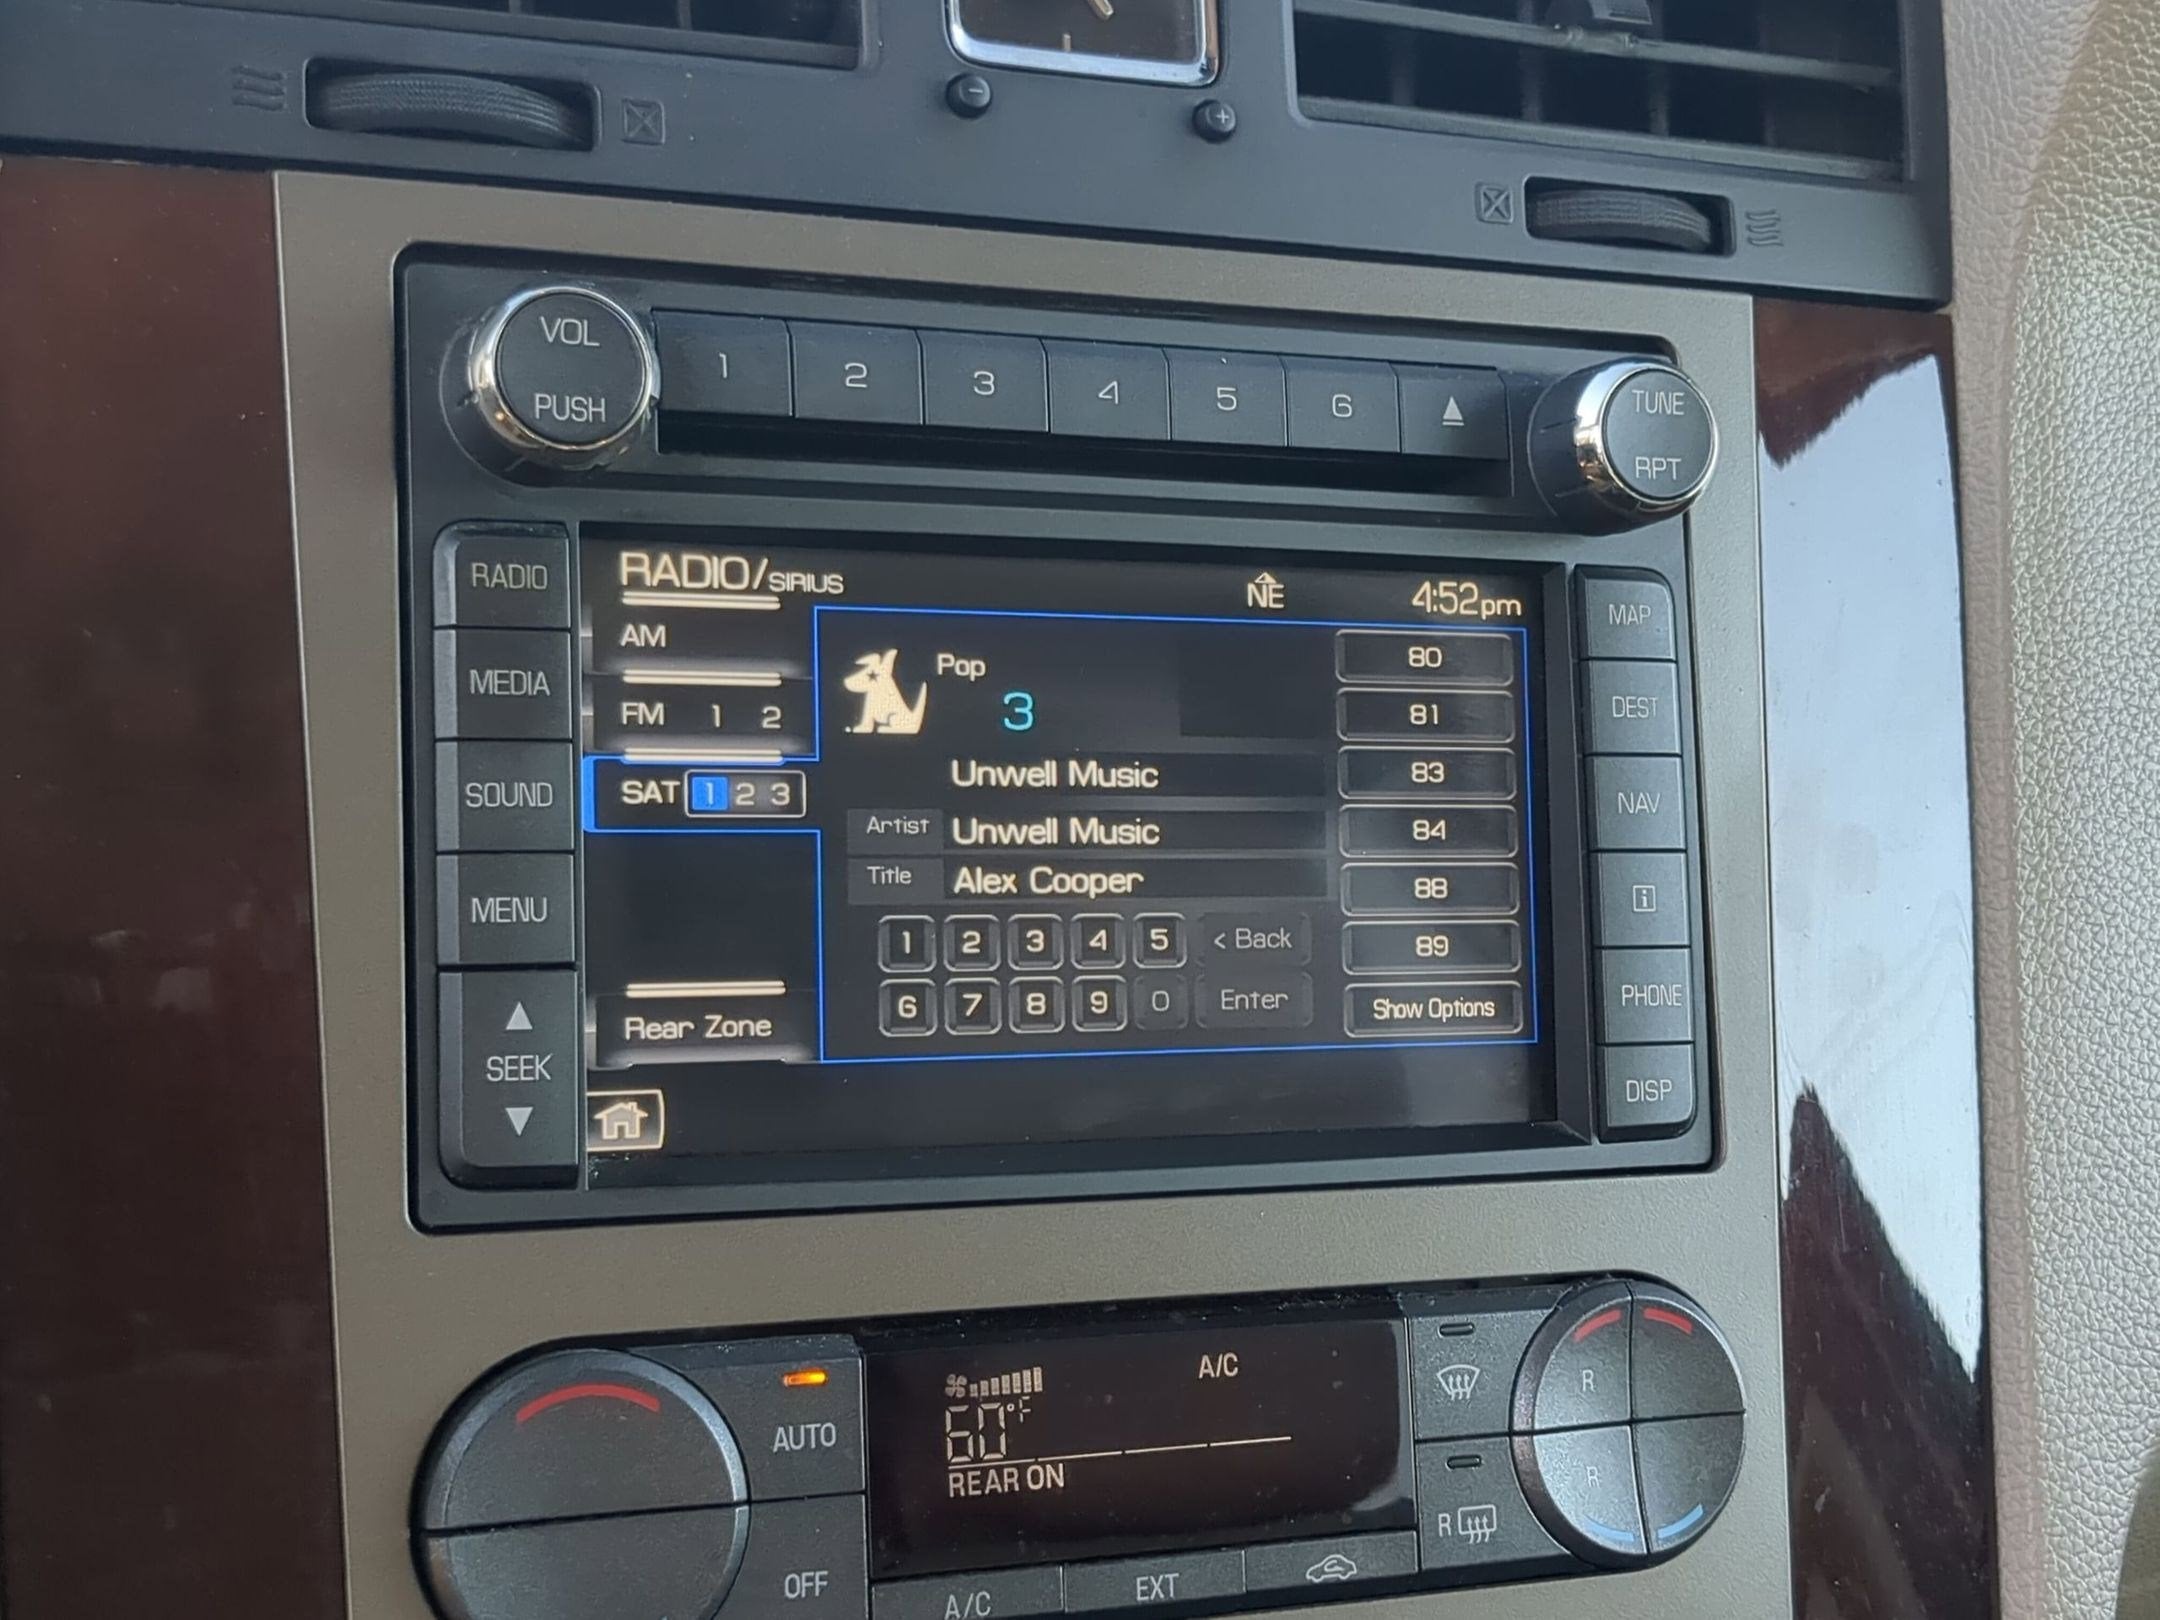 - +
VOL
PUSH
1 2 3 4 5 6
TUNE
RPT
RADIO
MEDIA
SOUND
MENU
SEEK
RADIO/SIRIUS NE 4:52pm
AM
FM 1 2
SAT 1 2 3
Rear Zone
Pop
3
Unwell Music
Artist Unwell Music
Title Alex Cooper
1 2 3 4 5 < Back
6 7 8 9 0 Enter
80
81
83
84
88
89
Show Options
MAP
DEST
NAV
i
PHONE
DISP
AUTO
OFF
A/C
60°F
REAR ON
A/C EXT
R
R
R